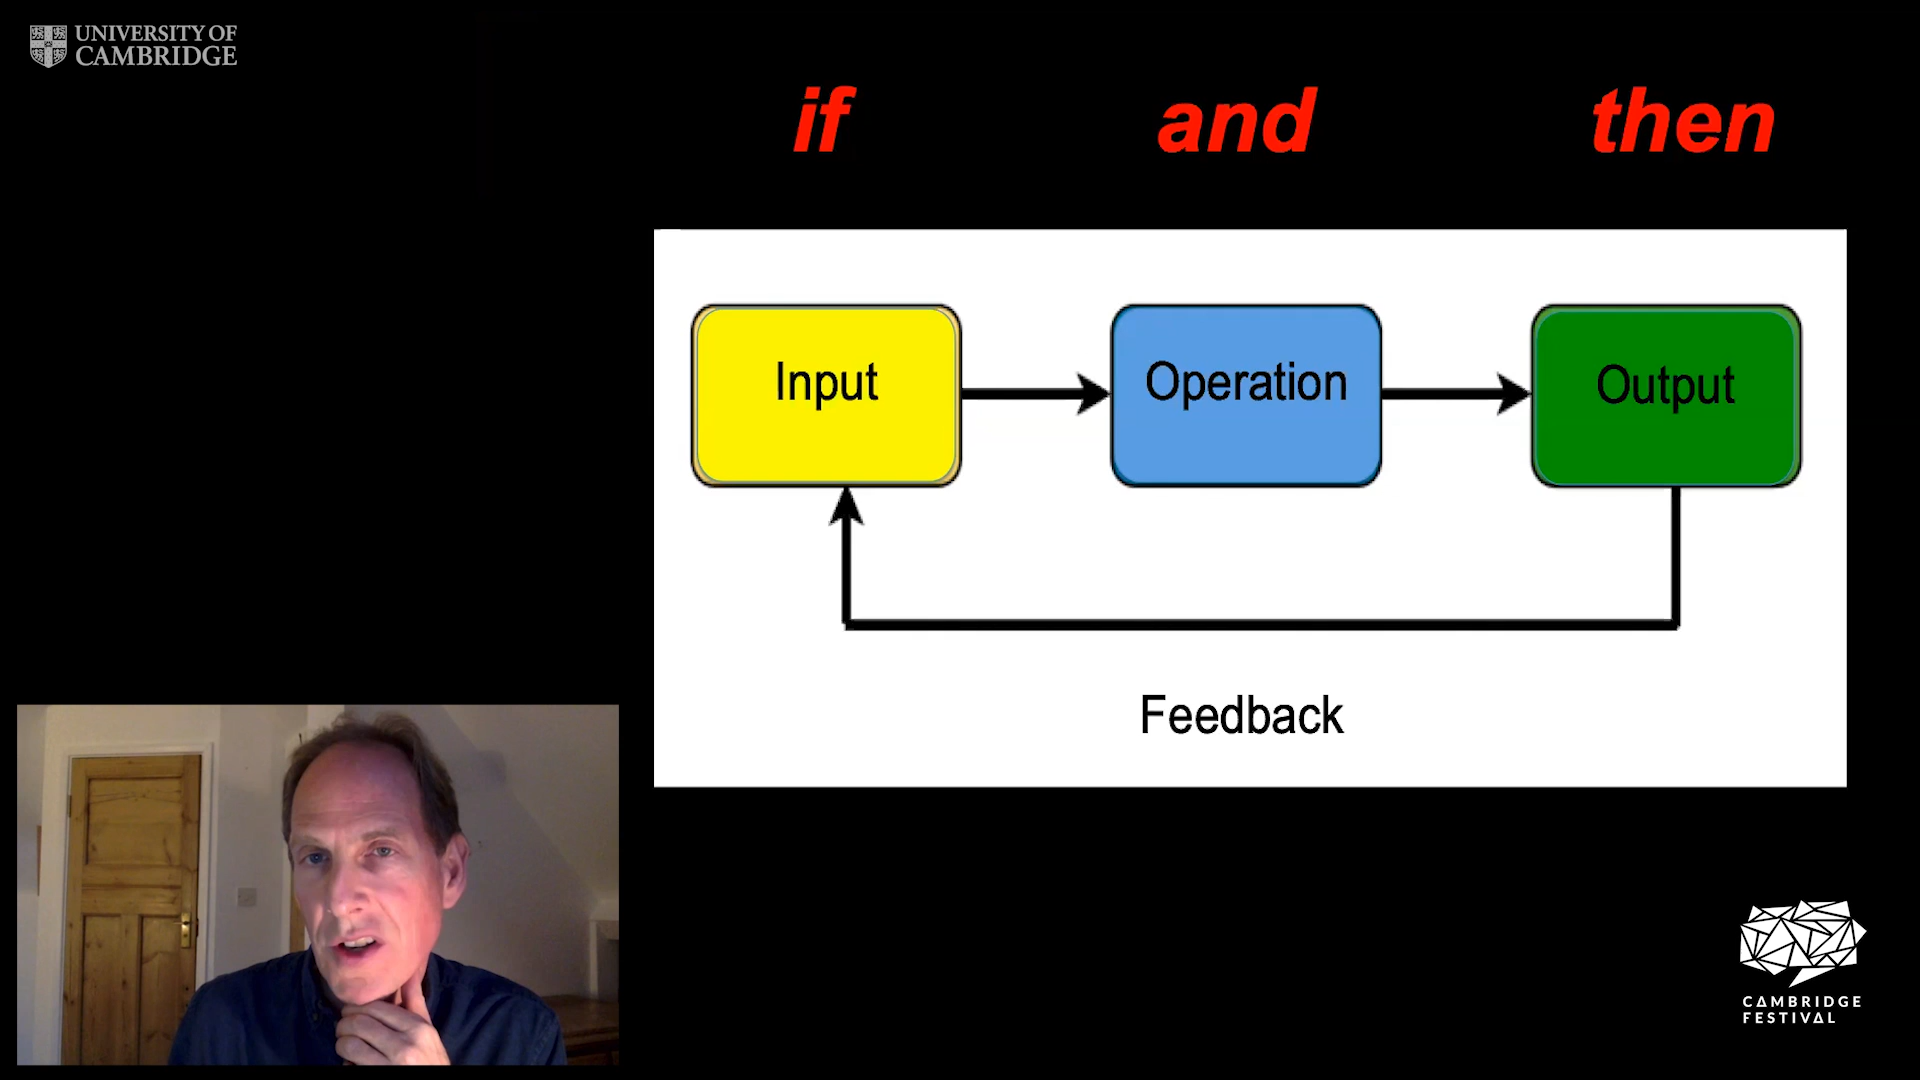 UNIVERSITY OF
CAMBRIDGE
if and then
Input Operation Output
Feedback
CAMBRIDGE
FESTIVAL